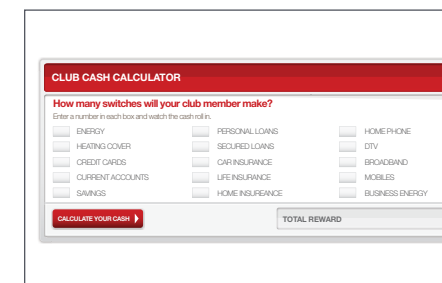 CLUB CASH CALCULATOR
How many switches will your club member make?
Enter a number in each box and watch the cash roll in.
ENERGY PERSONAL LOANS HOME PHONE
HEATING COVER SECURED LOANS DTV
CREDIT CARDS CAR INSURANCE BROADBAND
CURRENT ACCOUNTS LIFE INSURANCE MOBILES
SAVINGS HOME INSUREANCE BUSINESS ENERGY
CALCULATE YOUR CASH TOTAL REWARD